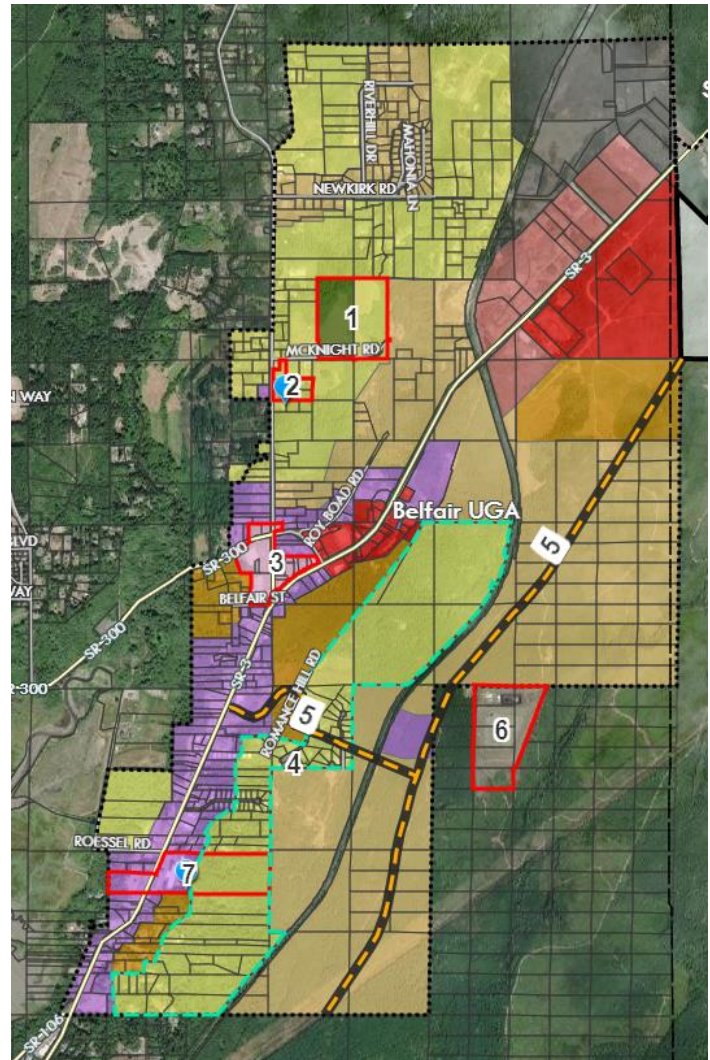 S
RIVERHILL DR
MAHONIA LN
NEWKIRK RD
SR-3
1
MCKNIGHT RD
2
N WAY
ROY BOAD RD
Belfair UGA
SR-300
3
BLVD
WAY
BELFAIR ST
5
SR-300
R-300
SR-3
ROMANCE HILL RD
5
6
4
ROESSEL RD
7
SR-106